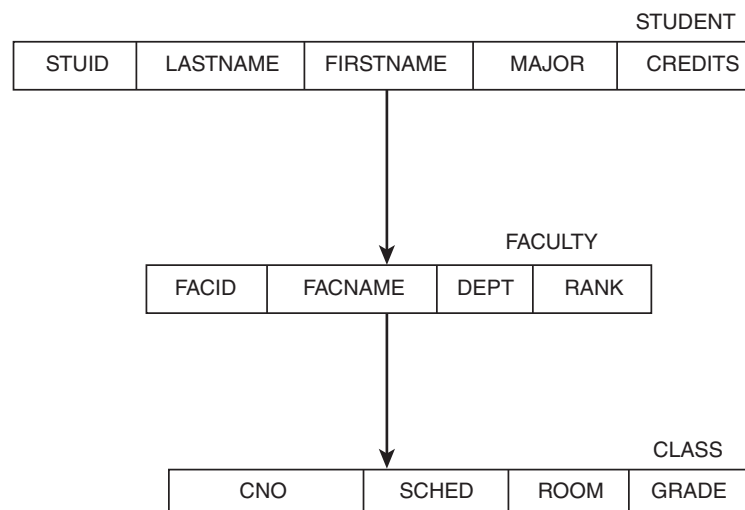 STUDENT
STUID LASTNAME FIRSTNAME MAJOR CREDITS
FACULTY
FACID FACNAME DEPT RANK
CLASS
CNO SCHED ROOM GRADE